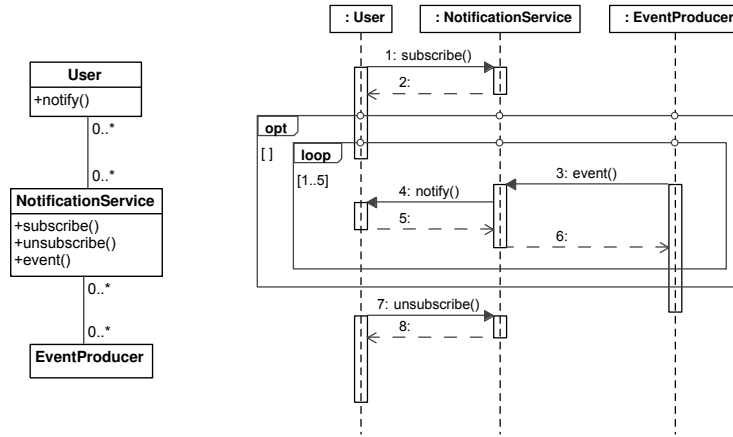 User
+notify()
0..*
0..*
NotificationService
+subscribe()
+unsubscribe()
+event()
0..*
0..*
EventProducer
: User
: NotificationService
: EventProducer
1: subscribe()
2:
opt
[ ]
loop
[1..5]
3: event()
4: notify()
5:
6:
7: unsubscribe()
8: